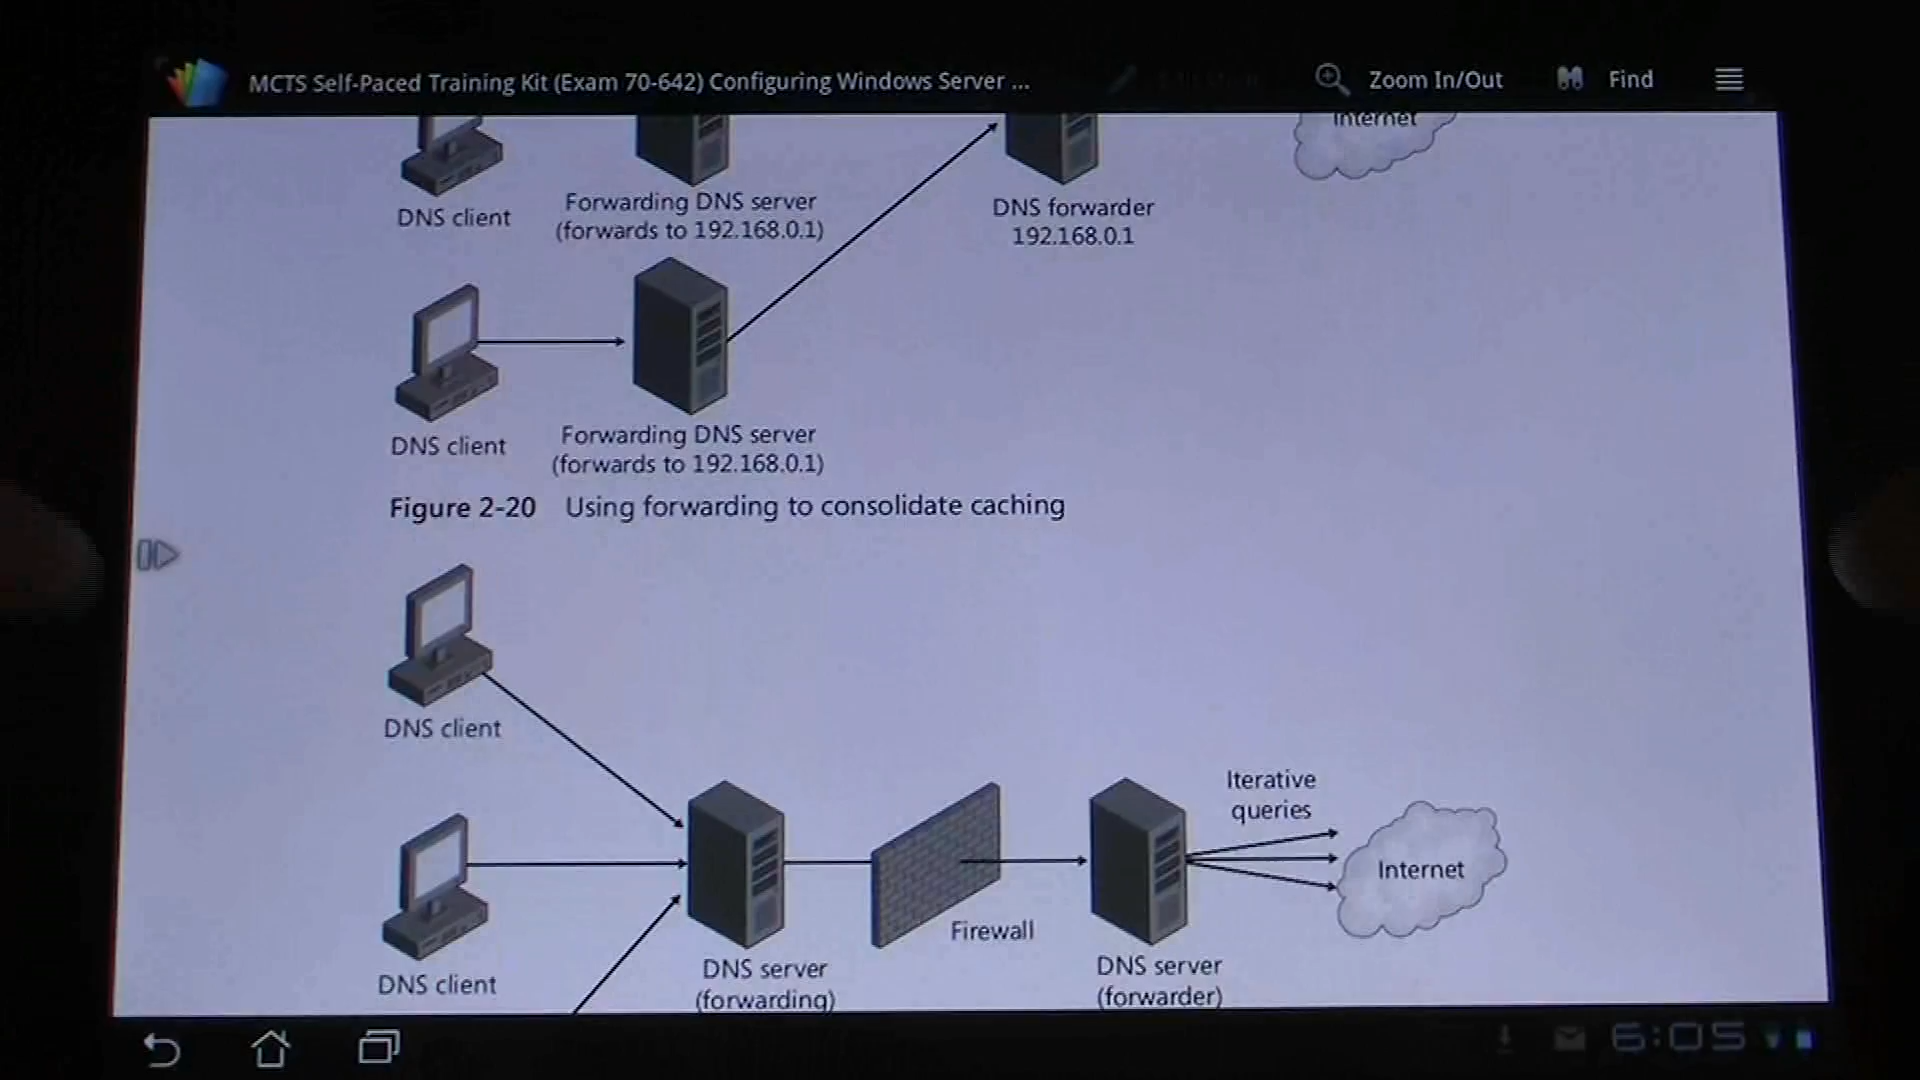 MCTS Self-Paced Training Kit (Exam 70-642) Configuring Windows Server ...
Zoom In/Out
Find
Internet
DNS client
Forwarding DNS server
(forwards to 192.168.0.1)
DNS forwarder
192.168.0.1
DNS client
Forwarding DNS server
(forwards to 192.168.0.1)
Figure 2-20 Using forwarding to consolidate caching
DNS client
Iterative
queries
Internet
Firewall
DNS client
DNS server
(forwarding)
DNS server
(forwarder)
6:05